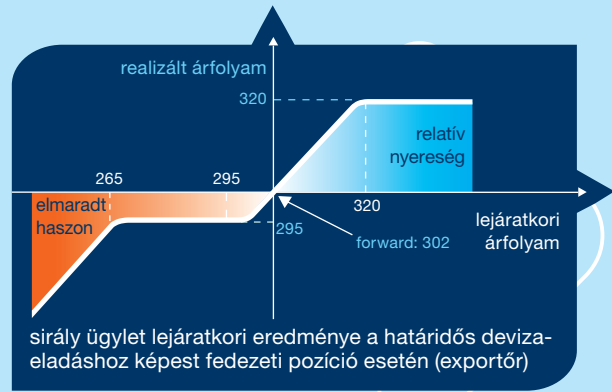 realizált árfolyam
320
relatív
nyereség
265
295
elmaradt
haszon
320
295
lejáratkori
árfolyam
forward: 302
sirály ügylet lejáratkori eredménye a határidős deviza-
eladáshoz képest fedezeti pozíció esetén (exportőr)